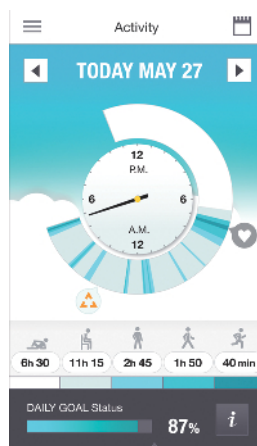 Activity
TODAY MAY 27
12
P.M.
6
6
A.M.
12
6h 30
11h 15
2h 45
1h 50
40 min
DAILY GOAL Status
87%
i